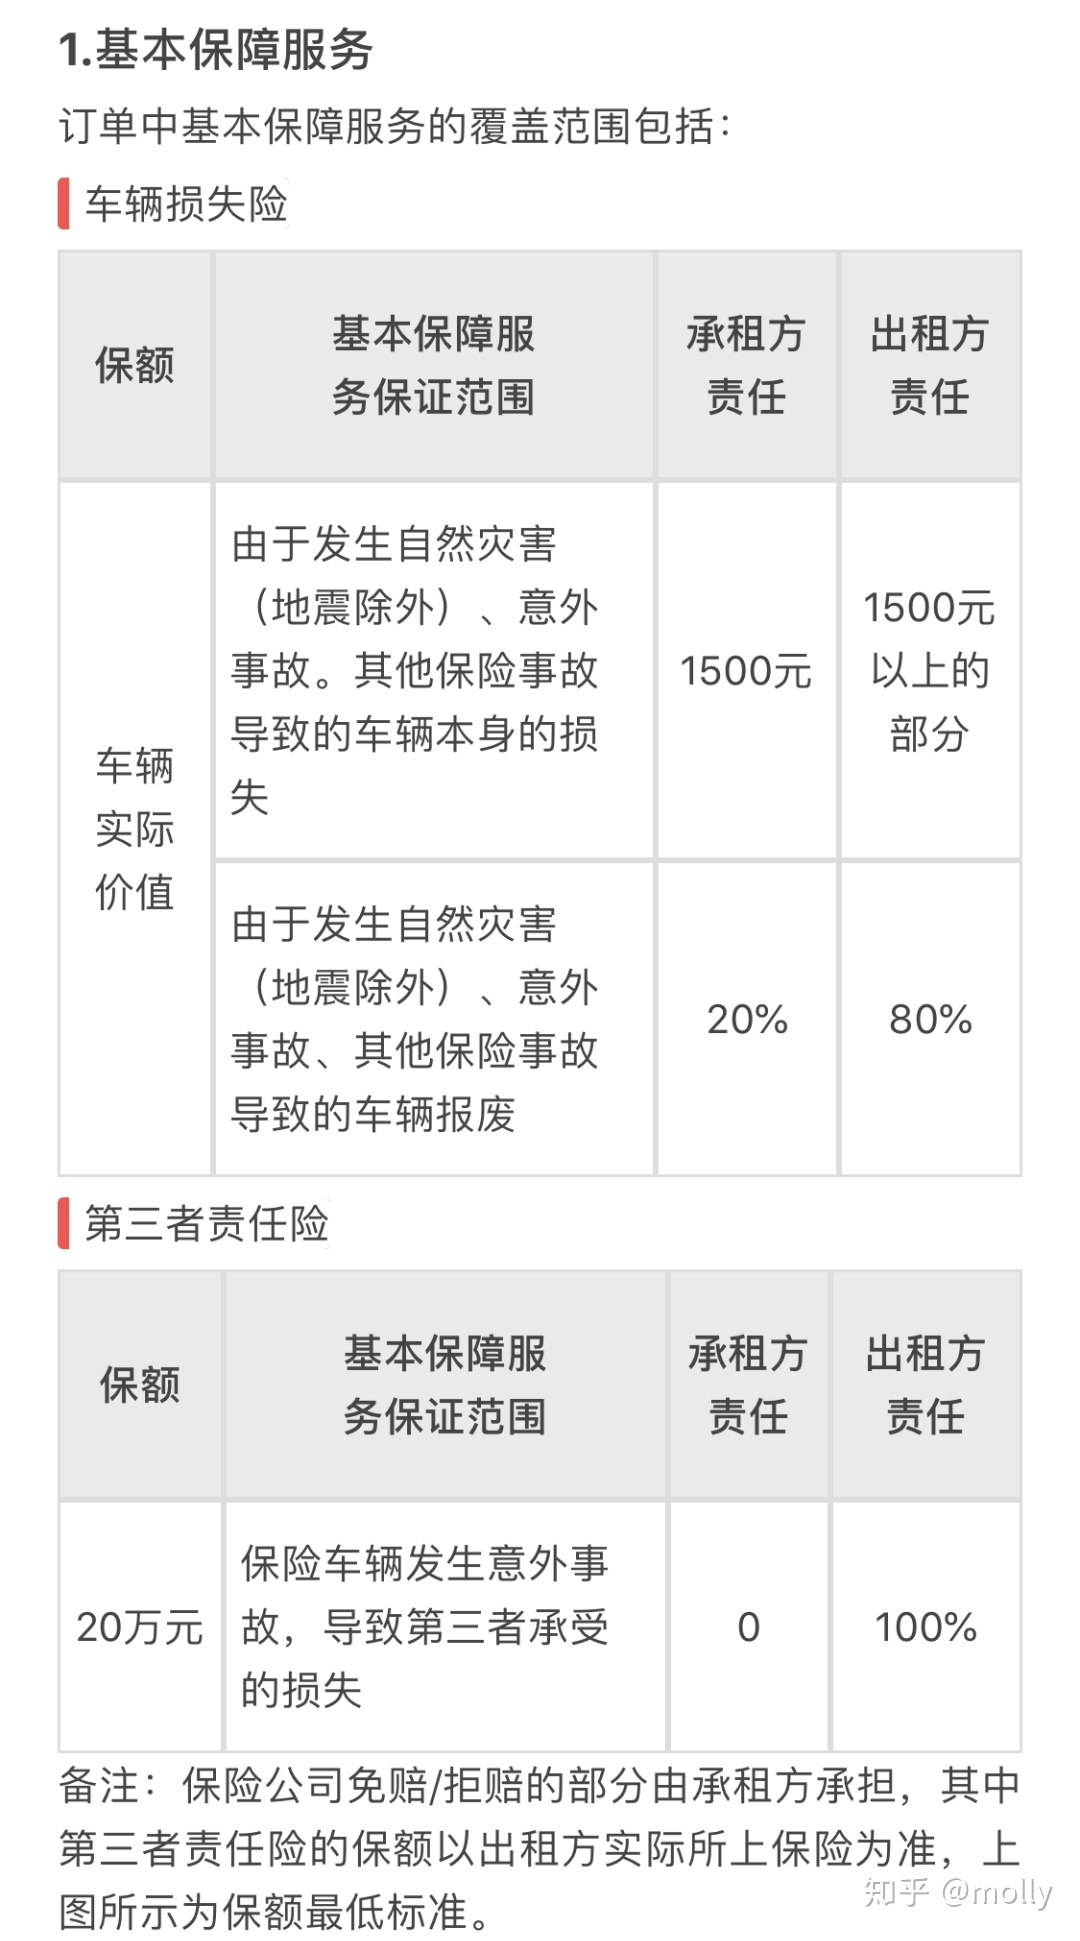 1.基本保障服务
订单中基本保障服务的覆盖范围包括：
车辆损失险
保额
基本保障服
务保证范围
承租方
责任
出租方
责任
车辆
实际
价值
由于发生自然灾害
（地震除外）、意外
事故。其他保险事故
导致的车辆本身的损
失
1500元
1500元
以上的
部分
由于发生自然灾害
（地震除外）、意外
事故、其他保险事故
导致的车辆报废
20%
80%
第三者责任险
保额
基本保障服
务保证范围
承租方
责任
出租方
责任
20万元
保险车辆发生意外事
故，导致第三者承受
的损失
0
100%
备注：保险公司免赔/拒赔的部分由承租方承担，其中
第三者责任险的保额以出租方实际所上保险为准，上
图所示为保额最低标准。
知乎 @molly